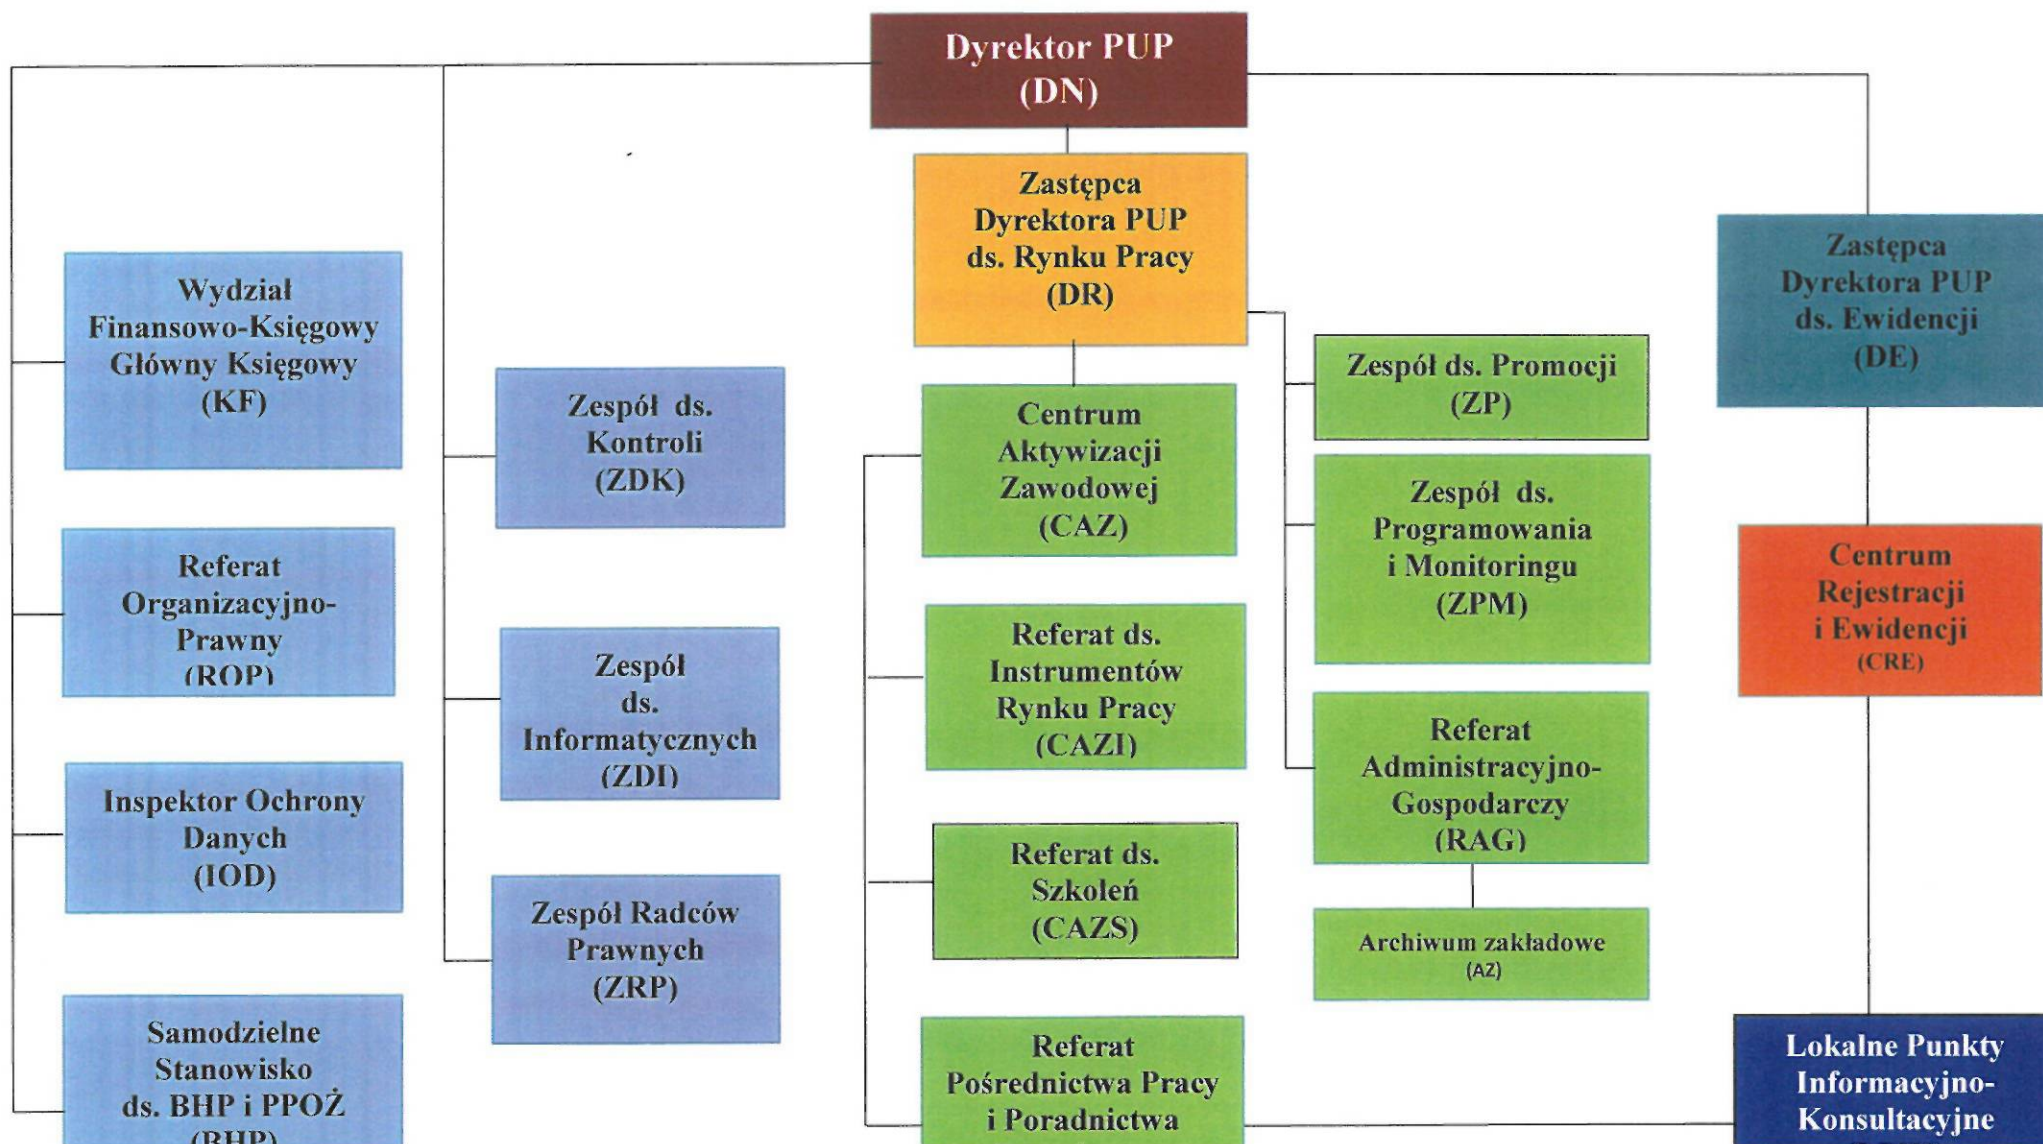 Dyrektor PUP
(DN)
Zastępca
Dyrektora PUP
ds. Rynku Pracy
(DR)
Zastępca
Dyrektora PUP
ds. Ewidencji
(DE)
Wydział
Finansowo-Księgowy
Główny Księgowy
(KF)
Zespół ds.
Kontroli
(ZDK)
Centrum
Aktywizacji
Zawodowej
(CAZ)
Zespół ds. Promocji
(ZP)
Zespół ds.
Programowania
i Monitoringu
(ZPM)
Centrum
Rejestracji
i Ewidencji
(CRE)
Referat
Organizacyjno-
Prawny
(ROP)
Zespół
ds.
Informatycznych
(ZDI)
Referat ds.
Instrumentów
Rynku Pracy
(CAZI)
Referat
Administracyjno-
Gospodarczy
(RAG)
Inspektor Ochrony
Danych
(IOD)
Zespół Radców
Prawnych
(ZRP)
Referat ds.
Szkoleń
(CAZS)
Archiwum zakładowe
(AZ)
Samodzielne
Stanowisko
ds. BHP i PPOŻ
(BHP)
Referat
Pośrednictwa Pracy
i Poradnictwa
Lokalne Punkty
Informacyjno-
Konsultacyjne